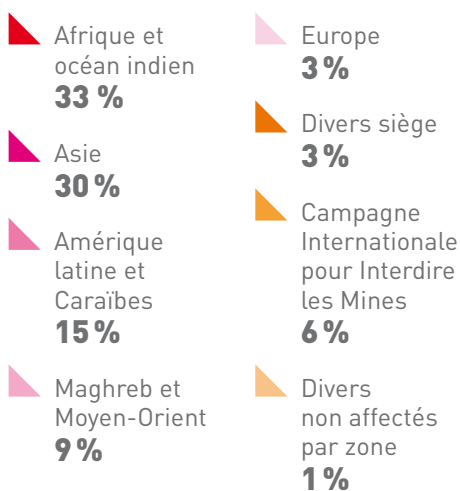 Afrique et
océan indien
33 %
Asie
30 %
Amérique
latine et
Caraïbes
15 %
Maghreb et
Moyen-Orient
9 %
Europe
3 %
Divers siège
3 %
Campagne
Internationale
pour Interdire
les Mines
6 %
Divers
non affectés
par zone
1 %